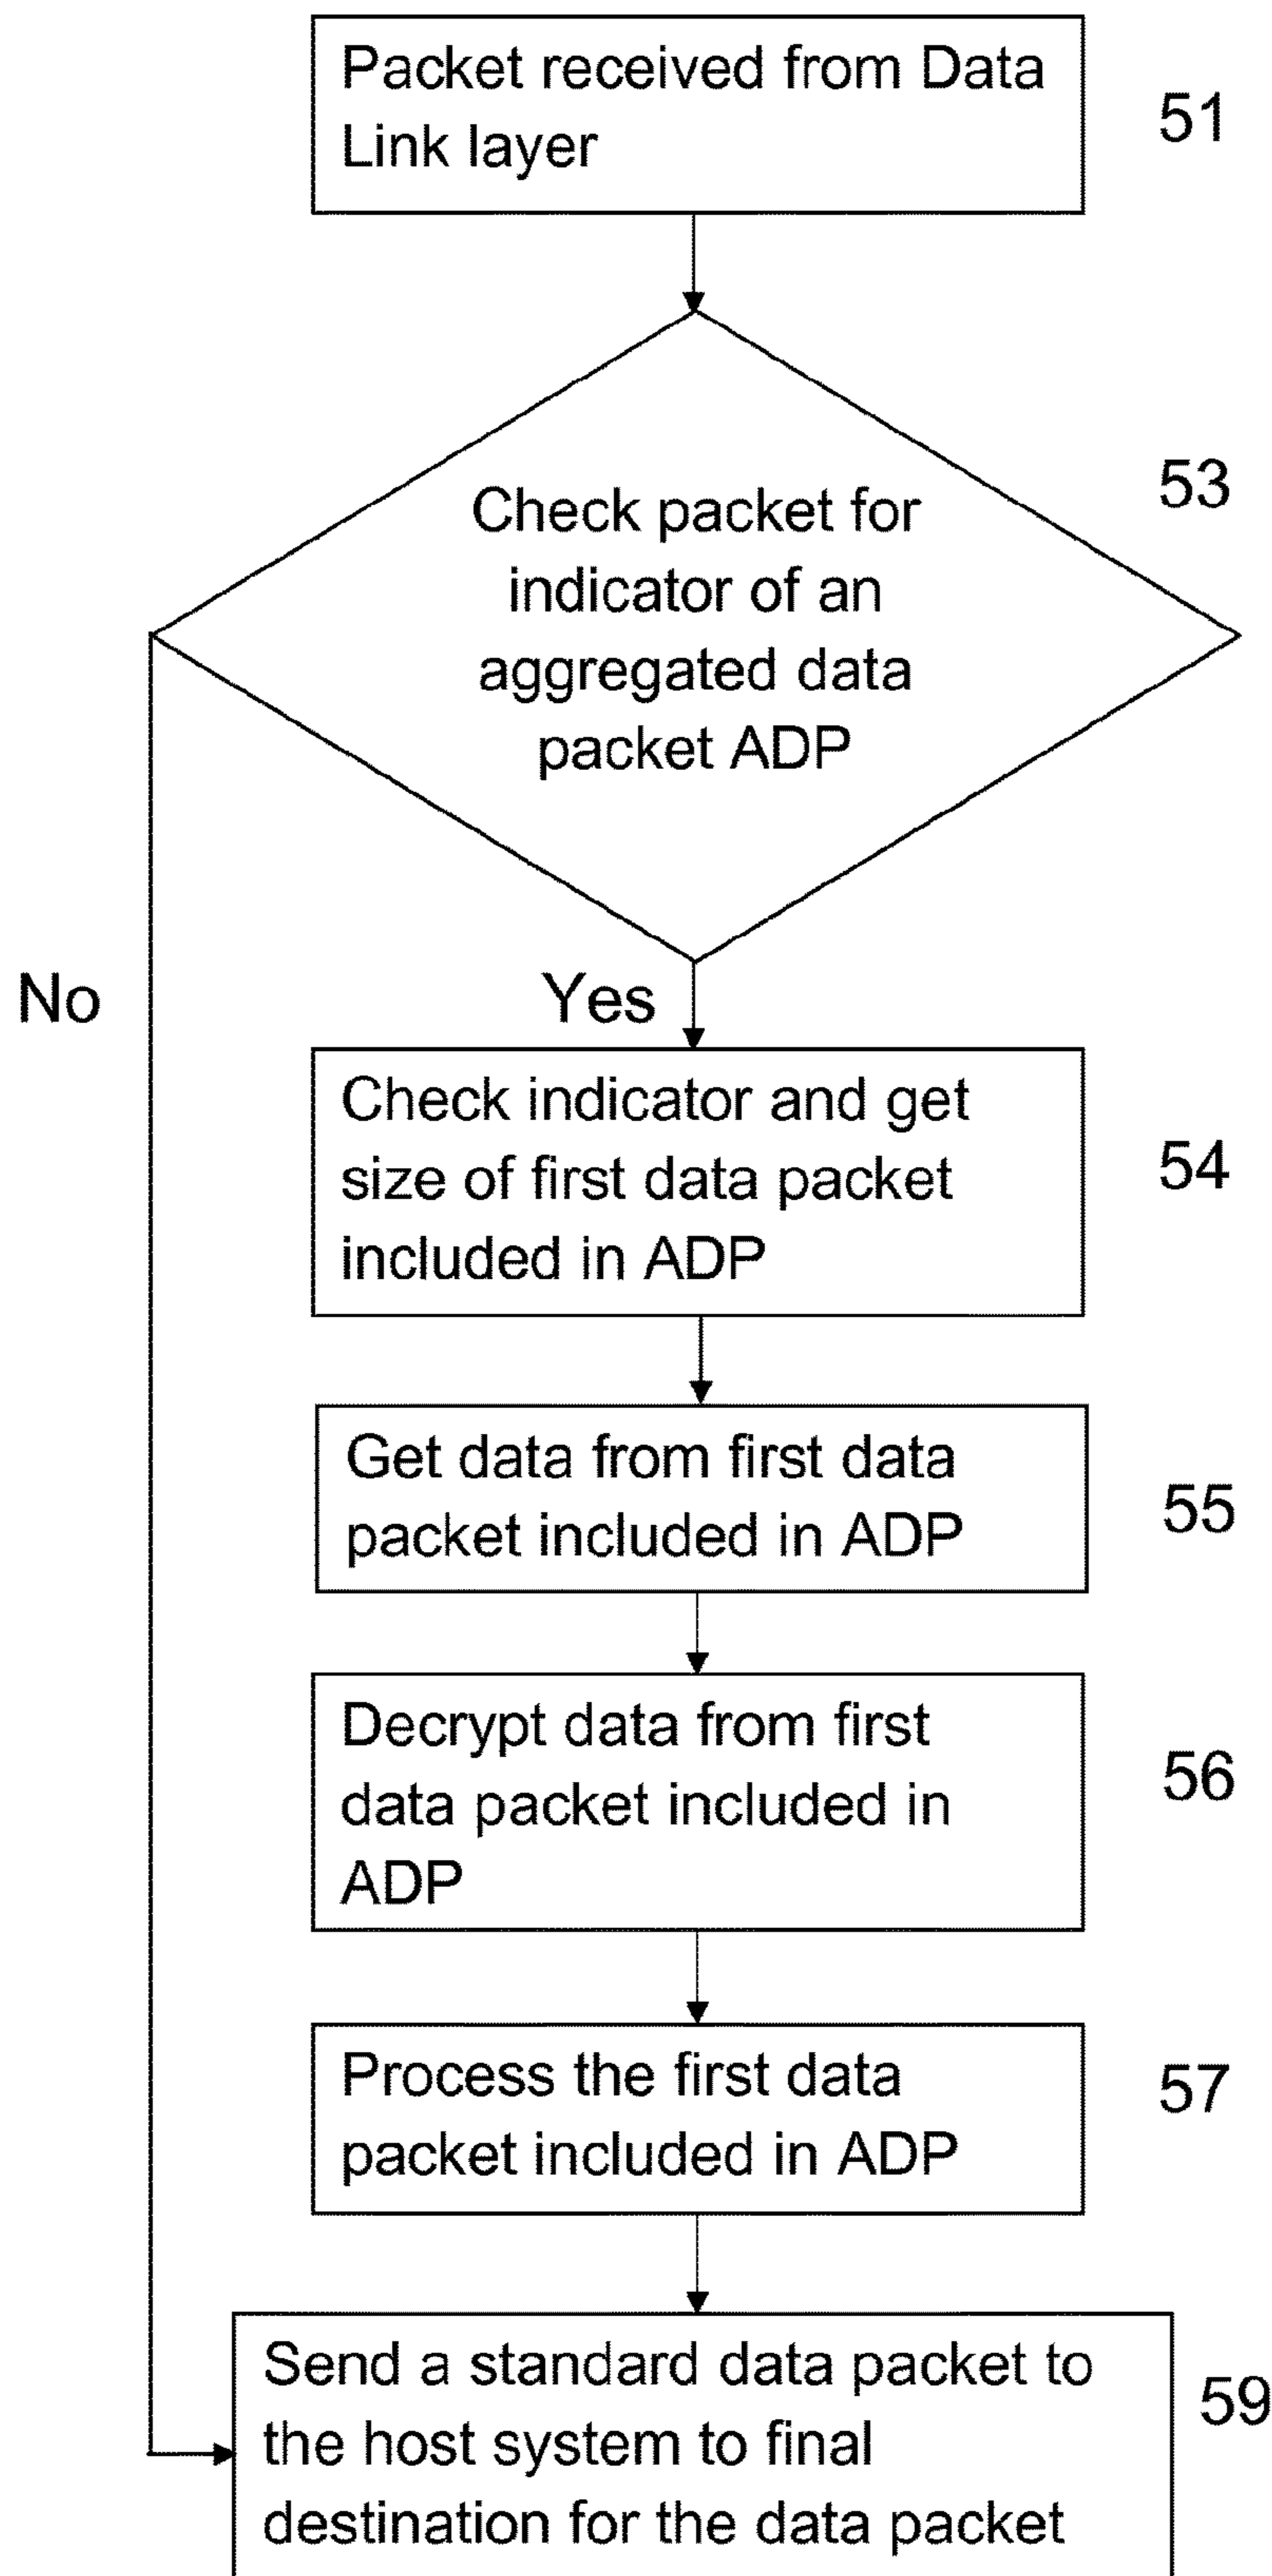 Packet received from Data
Link layer
51
Check packet for
indicator of an
aggregated data
packet ADP
53
No
Yes
Check indicator and get
size of first data packet
included in ADP
54
Get data from first data
packet included in ADP
55
Decrypt data from first
data packet included in
ADP
56
Process the first data
packet included in ADP
57
Send a standard data packet to
the host system to final
destination for the data packet
59